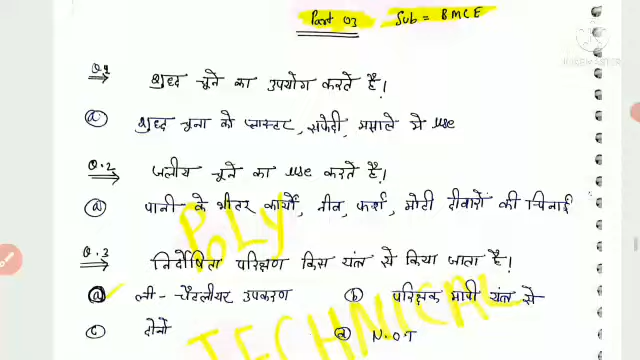 Part 03 Sub = BMCE
Q.1 शुद्ध चूने का उपयोग करते है।
(a) शुद्ध चूना को प्लास्टर, सफेदी, मसाले मे use
Q.2 जलीय चूने का use करते है।
(a) पानी के भीतर कार्यो, नीव, फर्श, मोटी दीवारों की चिनाई
Q.3 निर्दोषिता परिक्षण किस यंत्र से किया जाता है।
(a) ली-चैटलीयर उपकरण (b) परिक्षक मापी यंत्र से
(c) दोनों (d) N.O.T
POLY
TECHNICAL